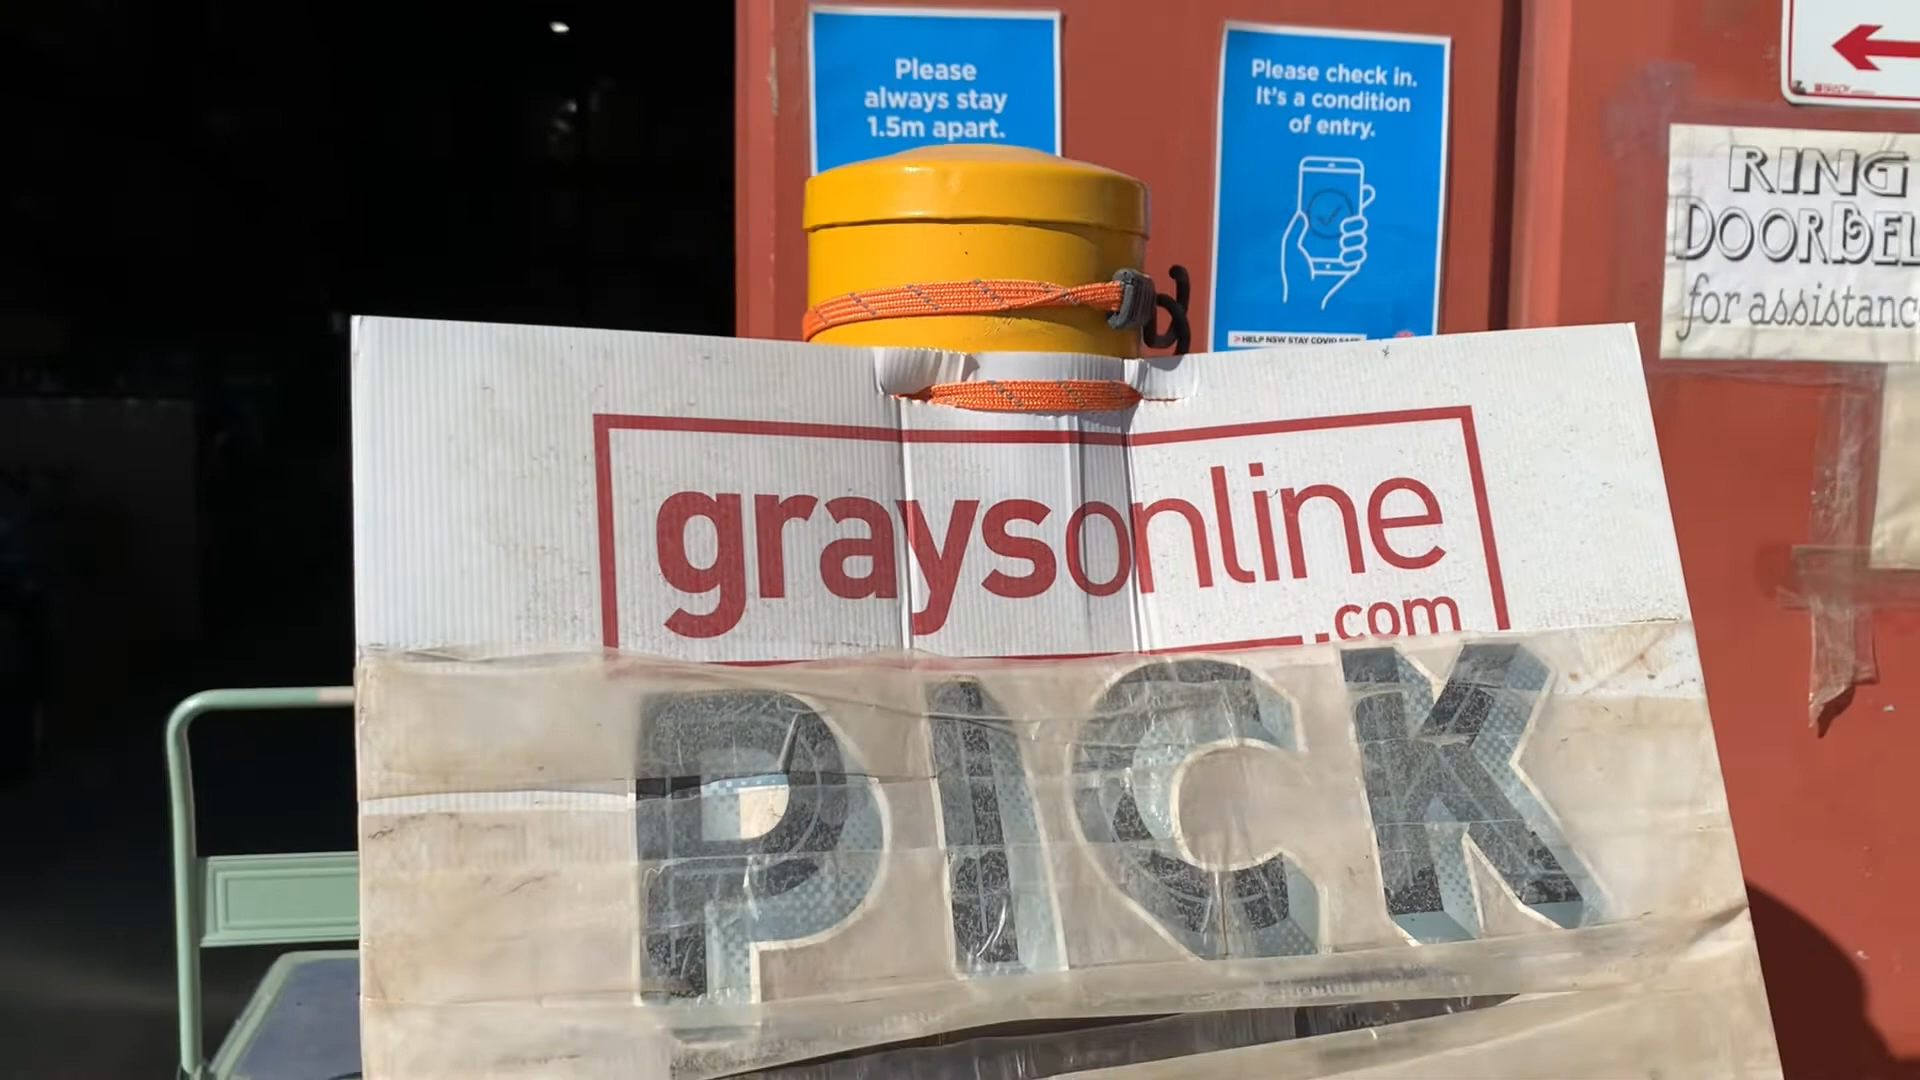 Please
always stay
1.5m apart.
Please check in.
It's a condition
of entry.
> HELP NSW STAY COVID SAFE
RING
DOORBEL
for assistanc
graysonline
.com
PICK